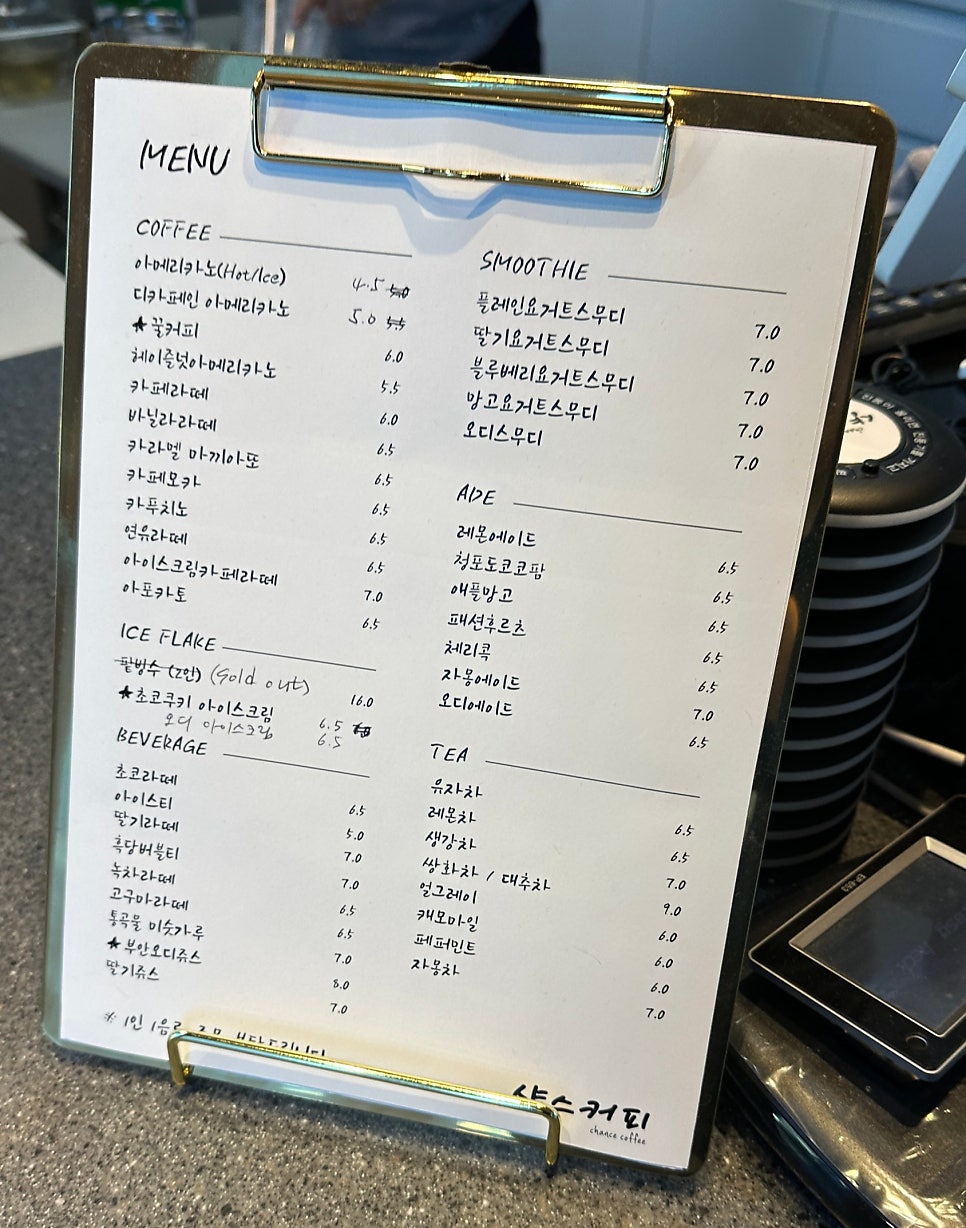 MENU
COFFEE
아메리카노(Hot/Ice) 4.5 5.0
디카페인 아메리카노 5.0 5.5
★꿀커피 6.0
헤이즐넛아메리카노 5.5
카페라떼 6.0
바닐라라떼 6.5
카라멜 마끼아또 6.5
카페모카 6.5
카푸치노 6.5
연유라떼 6.5
아이스크림카페라떼 7.0
아포카토 6.5
ICE FLAKE
팥빙수 (2인) (Sold out) 16.0
★초코쿠키 아이스크림 6.5
오디 아이스크림 6.5
BEVERAGE
초코라떼 6.5
아이스티 5.0
딸기라떼 7.0
흑당버블티 7.0
녹차라떼 6.5
고구마라떼 6.5
통곡물 미숫가루 7.0
★부안오디쥬스 8.0
딸기쥬스 7.0
※ 1인 1음료
SMOOTHIE
플레인요거트스무디 7.0
딸기요거트스무디 7.0
블루베리요거트스무디 7.0
망고요거트스무디 7.0
오디스무디 7.0
ADE
레몬에이드 6.5
청포도코코팜 6.5
애플망고 6.5
패션후르츠 6.5
체리콕 6.5
자몽에이드 7.0
오디에이드 6.5
TEA
유자차 6.5
레몬차 6.5
생강차 7.0
쌍화차 / 대추차 9.0
얼그레이 6.0
캐모마일 6.0
페퍼민트 6.0
자몽차 7.0
샹스커피
chance coffee